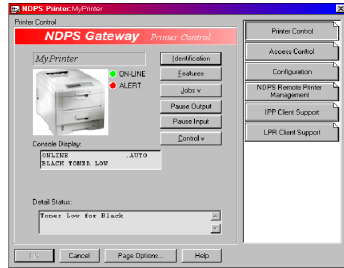 NDPS Printer:MyPrinter
Printer Control
NDPS Gateway Printer Control
MyPrinter
ON-LINE
ALERT
Identification
Features
Jobs v
Pause Output
Pause Input
Control v
Console Display:
ONLINE .AUTO
BLACK TONER LOW
Detail Status:
Toner Low for Black
OK
Cancel
Page Options...
Help
Printer Control
Access Control
Configuration
NDPS Remote Printer
Management
IPP Client Support
LPR Client Support